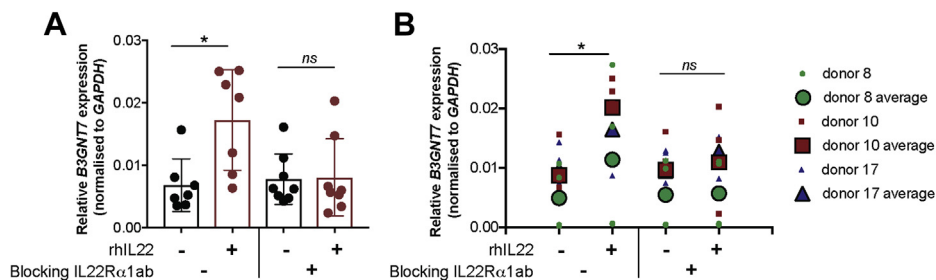 A
Relative B3GNT7 expression
(normalised to GAPDH)
0.03
0.02
0.01
0.00
*
ns
rhIL22 - + - +
Blocking IL22Rα1ab - +
B
Relative B3GNT7 expression
(normalised to GAPDH)
0.03
0.02
0.01
0.00
*
ns
rhIL22 - + - +
Blocking IL22Rα1ab - +
donor 8
donor 8 average
donor 10
donor 10 average
donor 17
donor 17 average